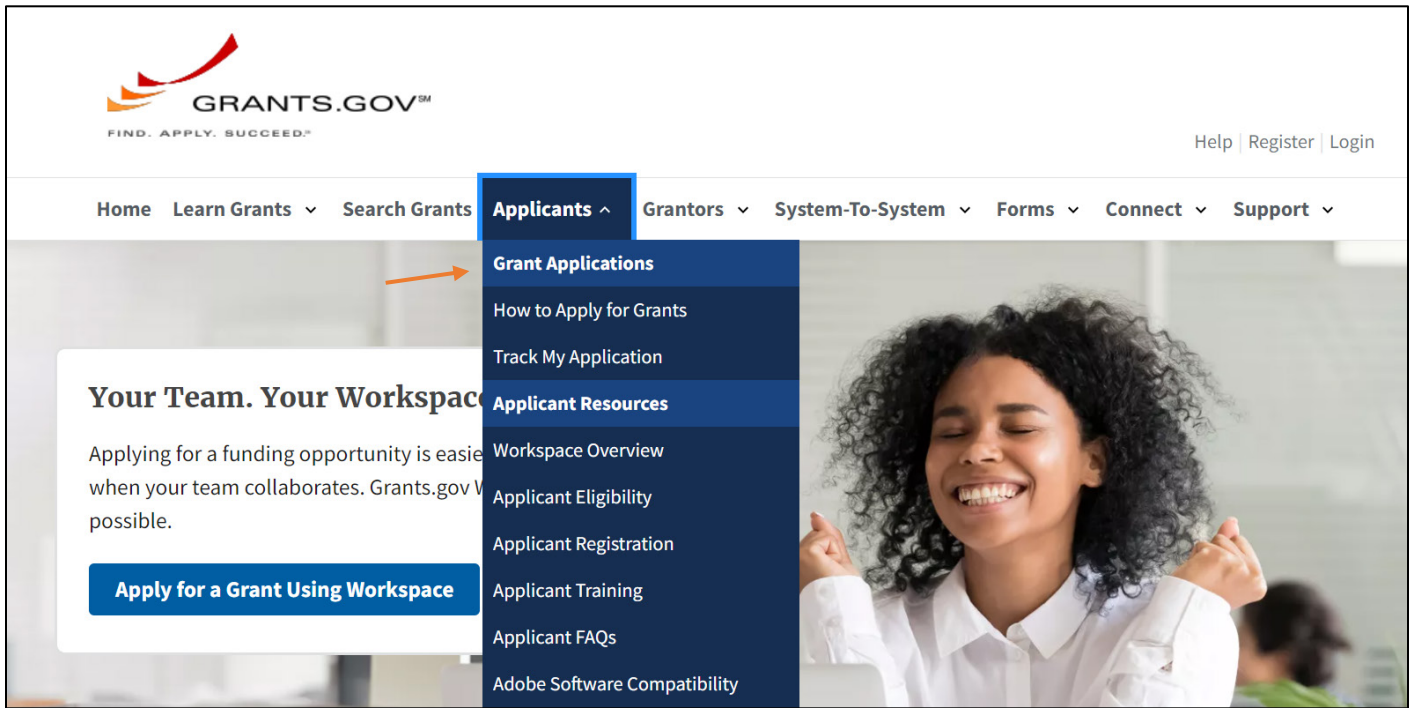 GRANTS.GOV℠
FIND. APPLY. SUCCEED.℠
Help | Register | Login
Home Learn Grants Search Grants Applicants Grantors System-To-System Forms Connect Support
Grant Applications
How to Apply for Grants
Track My Application
Applicant Resources
Workspace Overview
Applicant Eligibility
Applicant Registration
Applicant Training
Applicant FAQs
Adobe Software Compatibility
Your Team. Your Workspac
Applying for a funding opportunity is easie
when your team collaborates. Grants.gov W
possible.
Apply for a Grant Using Workspace